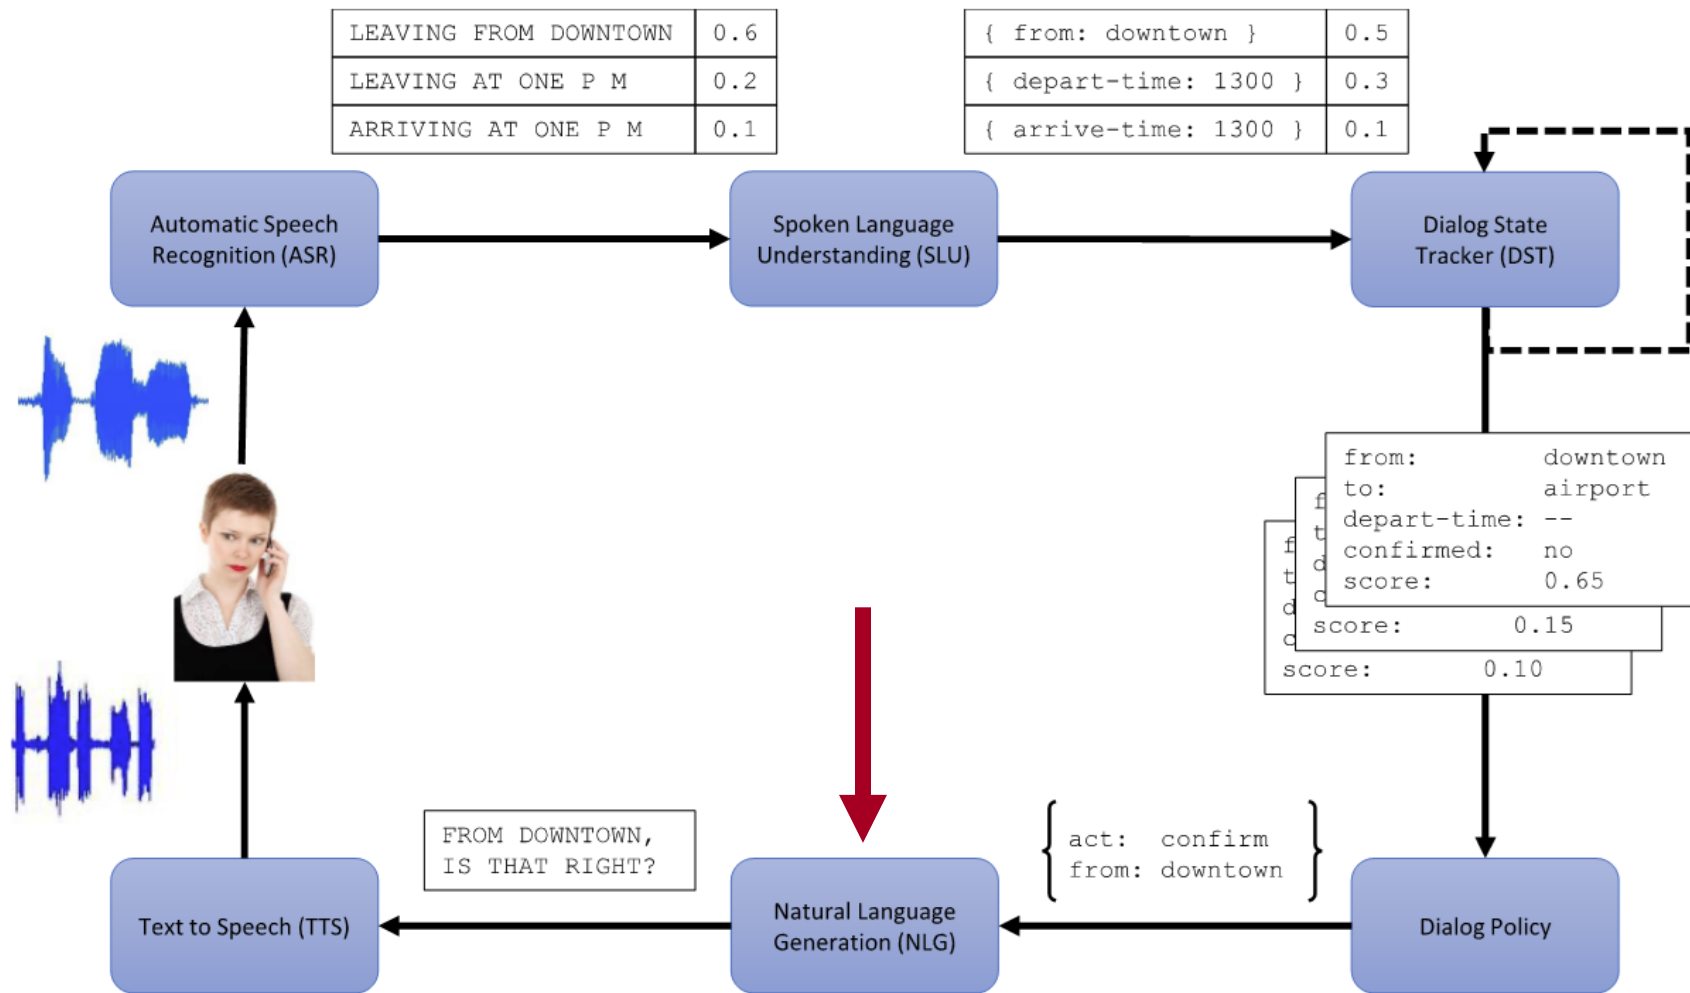 LEAVING FROM DOWNTOWN 0.6
LEAVING AT ONE P M 0.2
ARRIVING AT ONE P M 0.1
{ from: downtown } 0.5
{ depart-time: 1300 } 0.3
{ arrive-time: 1300 } 0.1
Automatic Speech
Recognition (ASR)
Spoken Language
Understanding (SLU)
Dialog State
Tracker (DST)
from: downtown
to: airport
depart-time: --
confirmed: no
score: 0.65
f
t
d
c
score: 0.15
f
t
d
c
score: 0.10
act: confirm
from: downtown
FROM DOWNTOWN,
IS THAT RIGHT?
Text to Speech (TTS)
Natural Language
Generation (NLG)
Dialog Policy